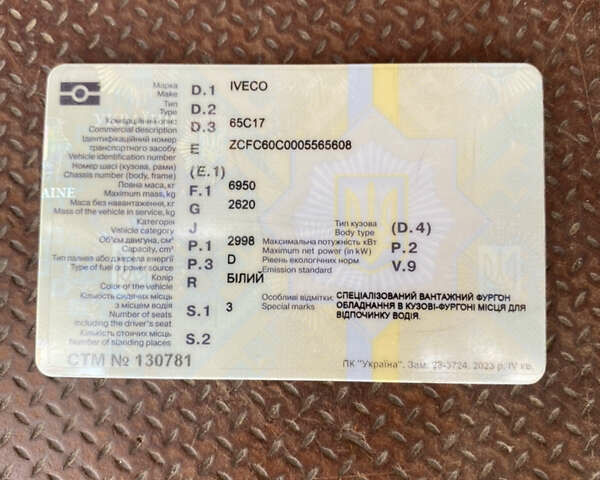 Марка
Make D.1 IVECO
Тип
Type D.2
Комерційний опис
Commercial description D.3 65C17
Ідентифікаційний номер
транспортного засобу E ZCFC60C0005565608
Vehicle identification number
Номер шасі (кузова, рами)
Chassis number (body, frame) (E.1)
AINE
Повна маса, кг
Maximum mass, kg F.1 6950
Маса без навантаження, кг
Mass of the vehicle in service, kg G 2620
Категорія
Vehicle category J
Тип кузова
Body type (D.4)
Об'єм двигуна, см³
Capacity, cm³ P.1 2998
Максимальна потужність кВт
Maximum net power (in kW) P.2
Тип палива або джерела енергії
Type of fuel or power source P.3 D
Рівень екологічних норм
Emission standard V.9
Колір
Color of the vehicle R БІЛИЙ
Кількість сидячих місць
з місцем водія
Number of seats S.1 3
including the driver's seat
Особливі відмітки:
Special marks
СПЕЦІАЛІЗОВАНИЙ ВАНТАЖНИЙ ФУРГОН
ОБЛАДНАННЯ В КУЗОВІ-ФУРГОНІ МІСЦЯ ДЛЯ
ВІДПОЧИНКУ ВОДІЯ.
Кількість стоячих місць
Number of standing places S.2
СТМ № 130781
ПК "Україна". Зам. 23-3724. 2023 р. IV кв.